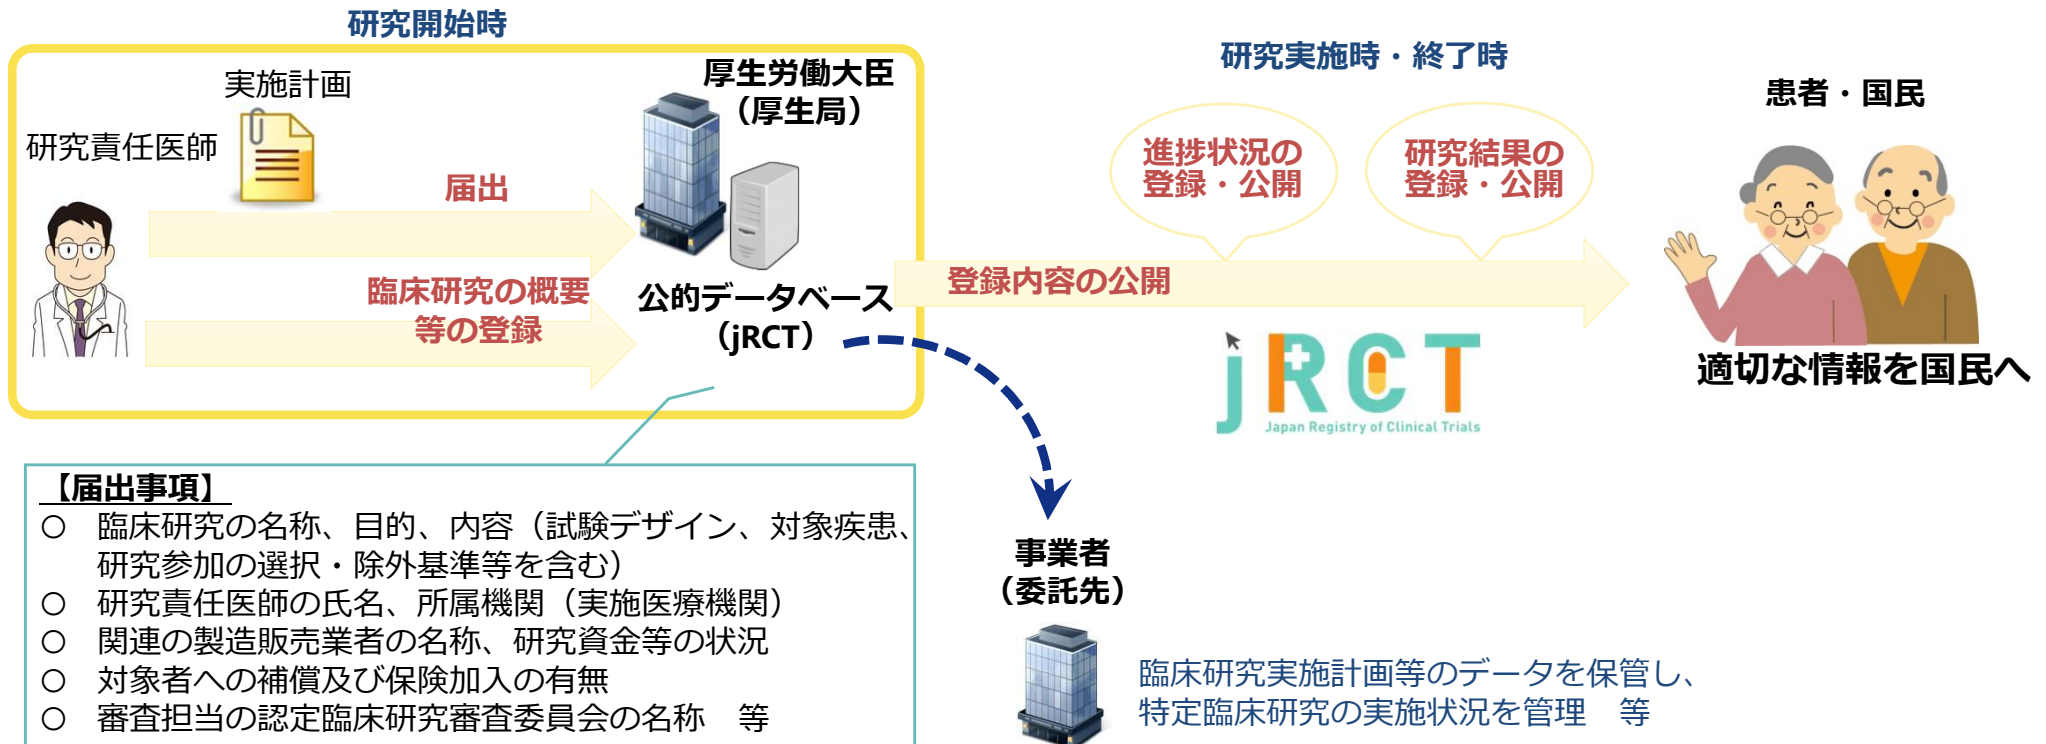 研究開始時
実施計画
研究責任医師
届出
臨床研究の概要
等の登録
厚生労働大臣
（厚生局）
公的データベース
（jRCT）
研究実施時・終了時
進捗状況の
登録・公開
研究結果の
登録・公開
登録内容の公開
jRCT
Japan Registry of Clinical Trials
患者・国民
適切な情報を国民へ
【届出事項】
○　臨床研究の名称、目的、内容（試験デザイン、対象疾患、
研究参加の選択・除外基準等を含む）
○　研究責任医師の氏名、所属機関（実施医療機関）
○　関連の製造販売業者の名称、研究資金等の状況
○　対象者への補償及び保険加入の有無
○　審査担当の認定臨床研究審査委員会の名称　等
事業者
（委託先）
臨床研究実施計画等のデータを保管し、
特定臨床研究の実施状況を管理　等